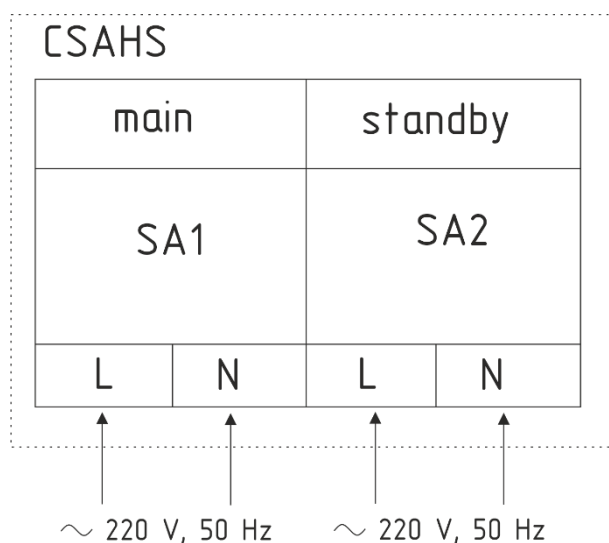 CSAHS
main standby
SA1 SA2
L N L N
~ 220 V, 50 Hz ~ 220 V, 50 Hz